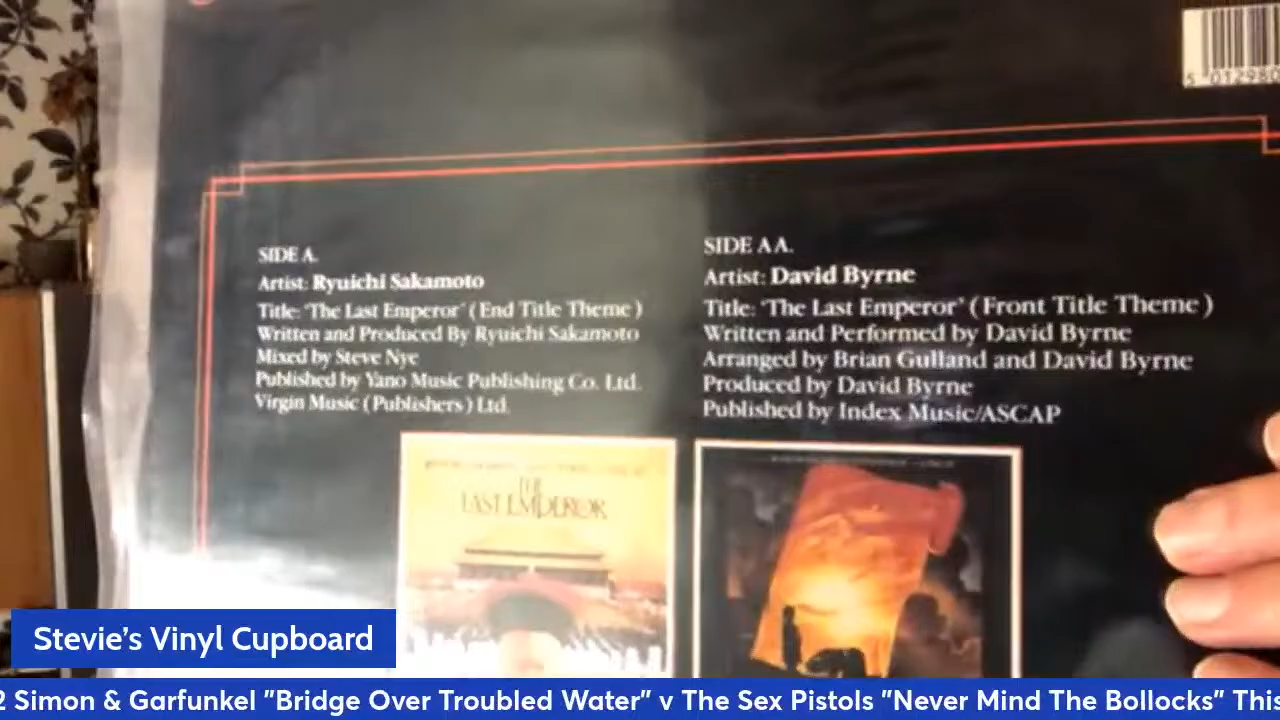 5 012980
SIDE A.
Artist: Ryuichi Sakamoto
Title: 'The Last Emperor' (End Title Theme)
Written and Produced By Ryuichi Sakamoto
Mixed by Steve Nye
Published by Yano Music Publishing Co. Ltd.
Virgin Music (Publishers) Ltd.
SIDE AA.
Artist: David Byrne
Title: 'The Last Emperor' (Front Title Theme)
Written and Performed by David Byrne
Arranged by Brian Gulland and David Byrne
Produced by David Byrne
Published by Index Music/ASCAP
THE
LAST EMPEROR
Stevie's Vinyl Cupboard
2 Simon & Garfunkel "Bridge Over Troubled Water" v The Sex Pistols "Never Mind The Bollocks" This